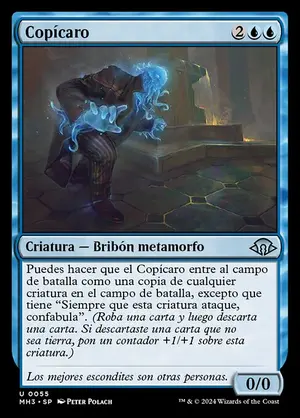 Copícaro 2
Criatura — Bribón metamorfo
Puedes hacer que el Copícaro entre al campo
de batalla como una copia de cualquier
criatura en el campo de batalla, excepto que
tiene “Siempre que esta criatura ataque,
confabula”. (Roba una carta y luego descarta
una carta. Si descartaste una carta que no
sea tierra, pon un contador +1/+1 sobre esta
criatura.)
Los mejores escondites son otras personas.
0/0
U 0055
MH3 • SP Peter Polach
™ & © 2024 Wizards of the Coast